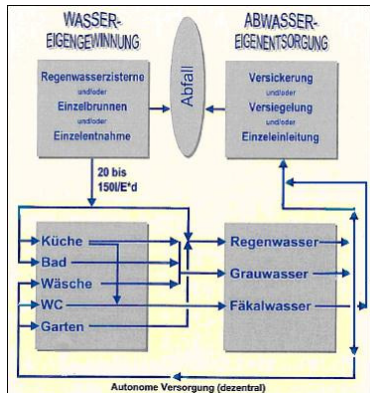 WASSER-
EIGENGEWINNUNG
ABWASSER-
EIGENENTSORGUNG
Regenwasserzisterne
und/oder
Einzelbrunnen
und/oder
Einzelentnahme
Abfall
Versickerung
und/oder
Versiegelung
und/oder
Einzeleinleitung
20 bis
150l/E*d
Küche
Bad
Wäsche
WC
Garten
Regenwasser
Grauwasser
Fäkalwasser
Autonome Versorgung (dezentral)